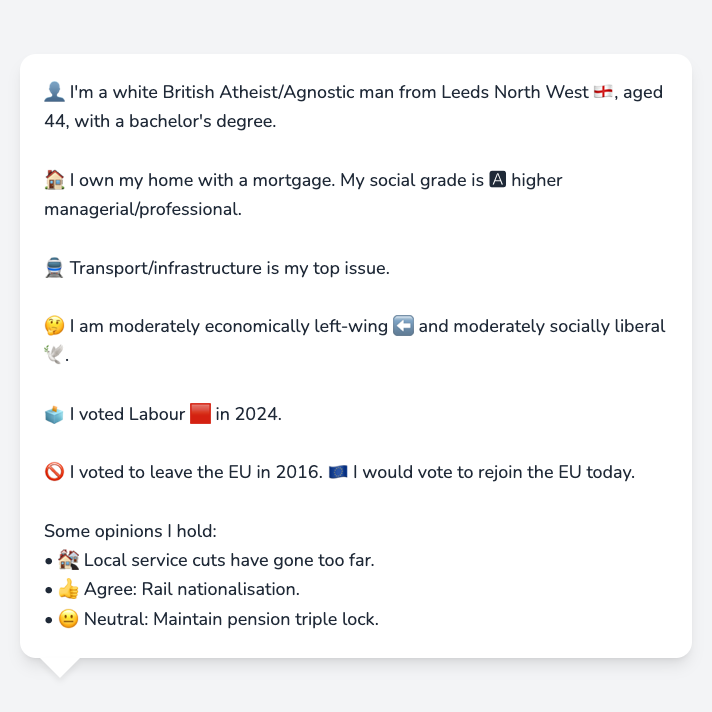 👤 I'm a white British Atheist/Agnostic man from Leeds North West 🏴󠁧󠁢󠁥󠁮󠁧󠁿, aged
44, with a bachelor's degree.
🏠 I own my home with a mortgage. My social grade is 🅰 higher
managerial/professional.
🚆 Transport/infrastructure is my top issue.
🤔 I am moderately economically left-wing ⬅️ and moderately socially liberal
🕊️.
🗳️ I voted Labour 🟥 in 2024.
🚫 I voted to leave the EU in 2016. 🇪🇺 I would vote to rejoin the EU today.
Some opinions I hold:
• 🏚️ Local service cuts have gone too far.
• 👍 Agree: Rail nationalisation.
• 😐 Neutral: Maintain pension triple lock.